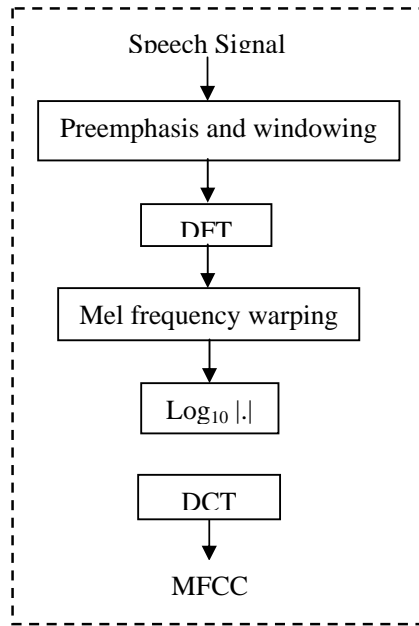 Speech Signal
Preemphasis and windowing
DFT
Mel frequency warping
Log₁₀ |.|
DCT
MFCC